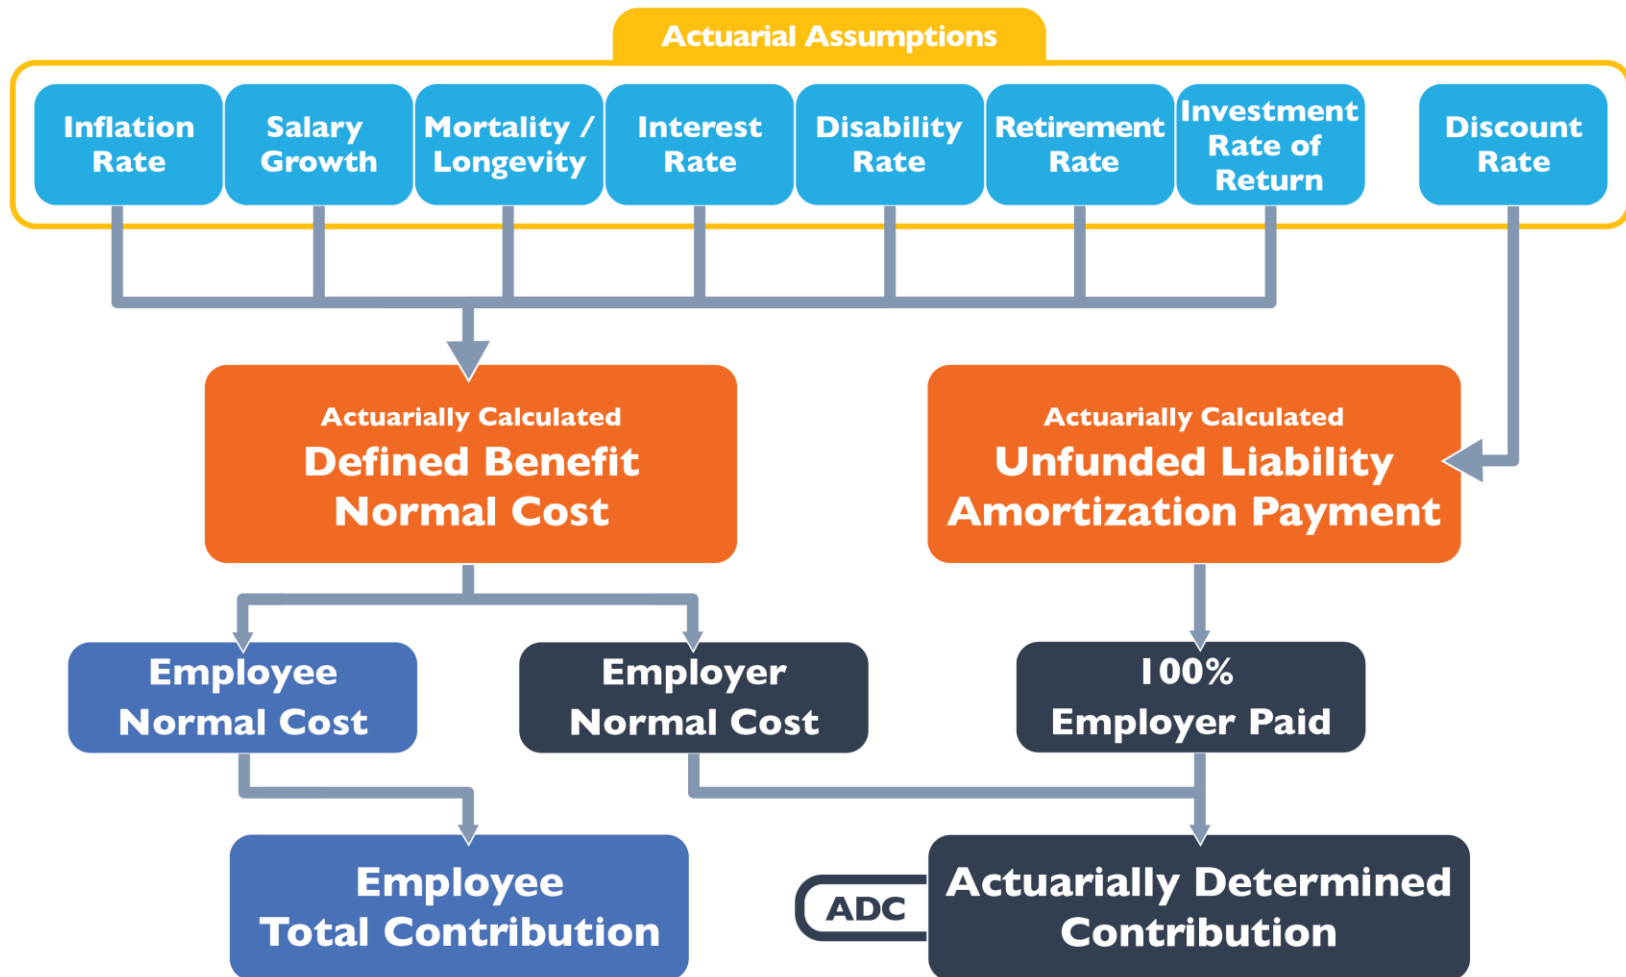 Actuarial Assumptions
Inflation
Rate
Salary
Growth
Mortality /
Longevity
Interest
Rate
Disability
Rate
Retirement
Rate
Investment
Rate of
Return
Discount
Rate
Actuarially Calculated
Defined Benefit
Normal Cost
Actuarially Calculated
Unfunded Liability
Amortization Payment
Employee
Normal Cost
Employer
Normal Cost
100%
Employer Paid
Employee
Total Contribution
ADC
Actuarially Determined
Contribution